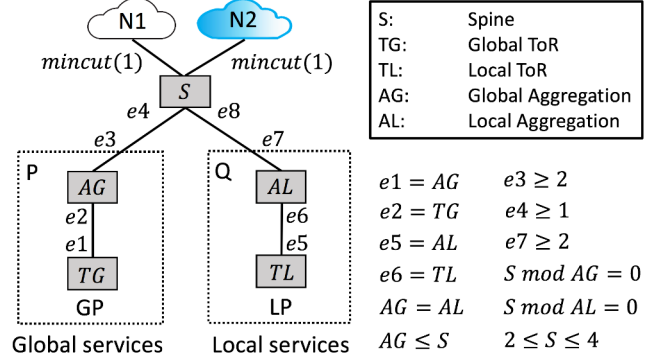 N1
N2
mincut(1)
mincut(1)
S
e4
e8
e3
e7
P
Q
AG
AL
e2
e6
e1
e5
TG
TL
GP
LP
Global services
Local services
S: Spine
TG: Global ToR
TL: Local ToR
AG: Global Aggregation
AL: Local Aggregation
e1 = AG e3 ≥ 2
e2 = TG e4 ≥ 1
e5 = AL e7 ≥ 2
e6 = TL S mod AG = 0
AG = AL S mod AL = 0
AG ≤ S 2 ≤ S ≤ 4